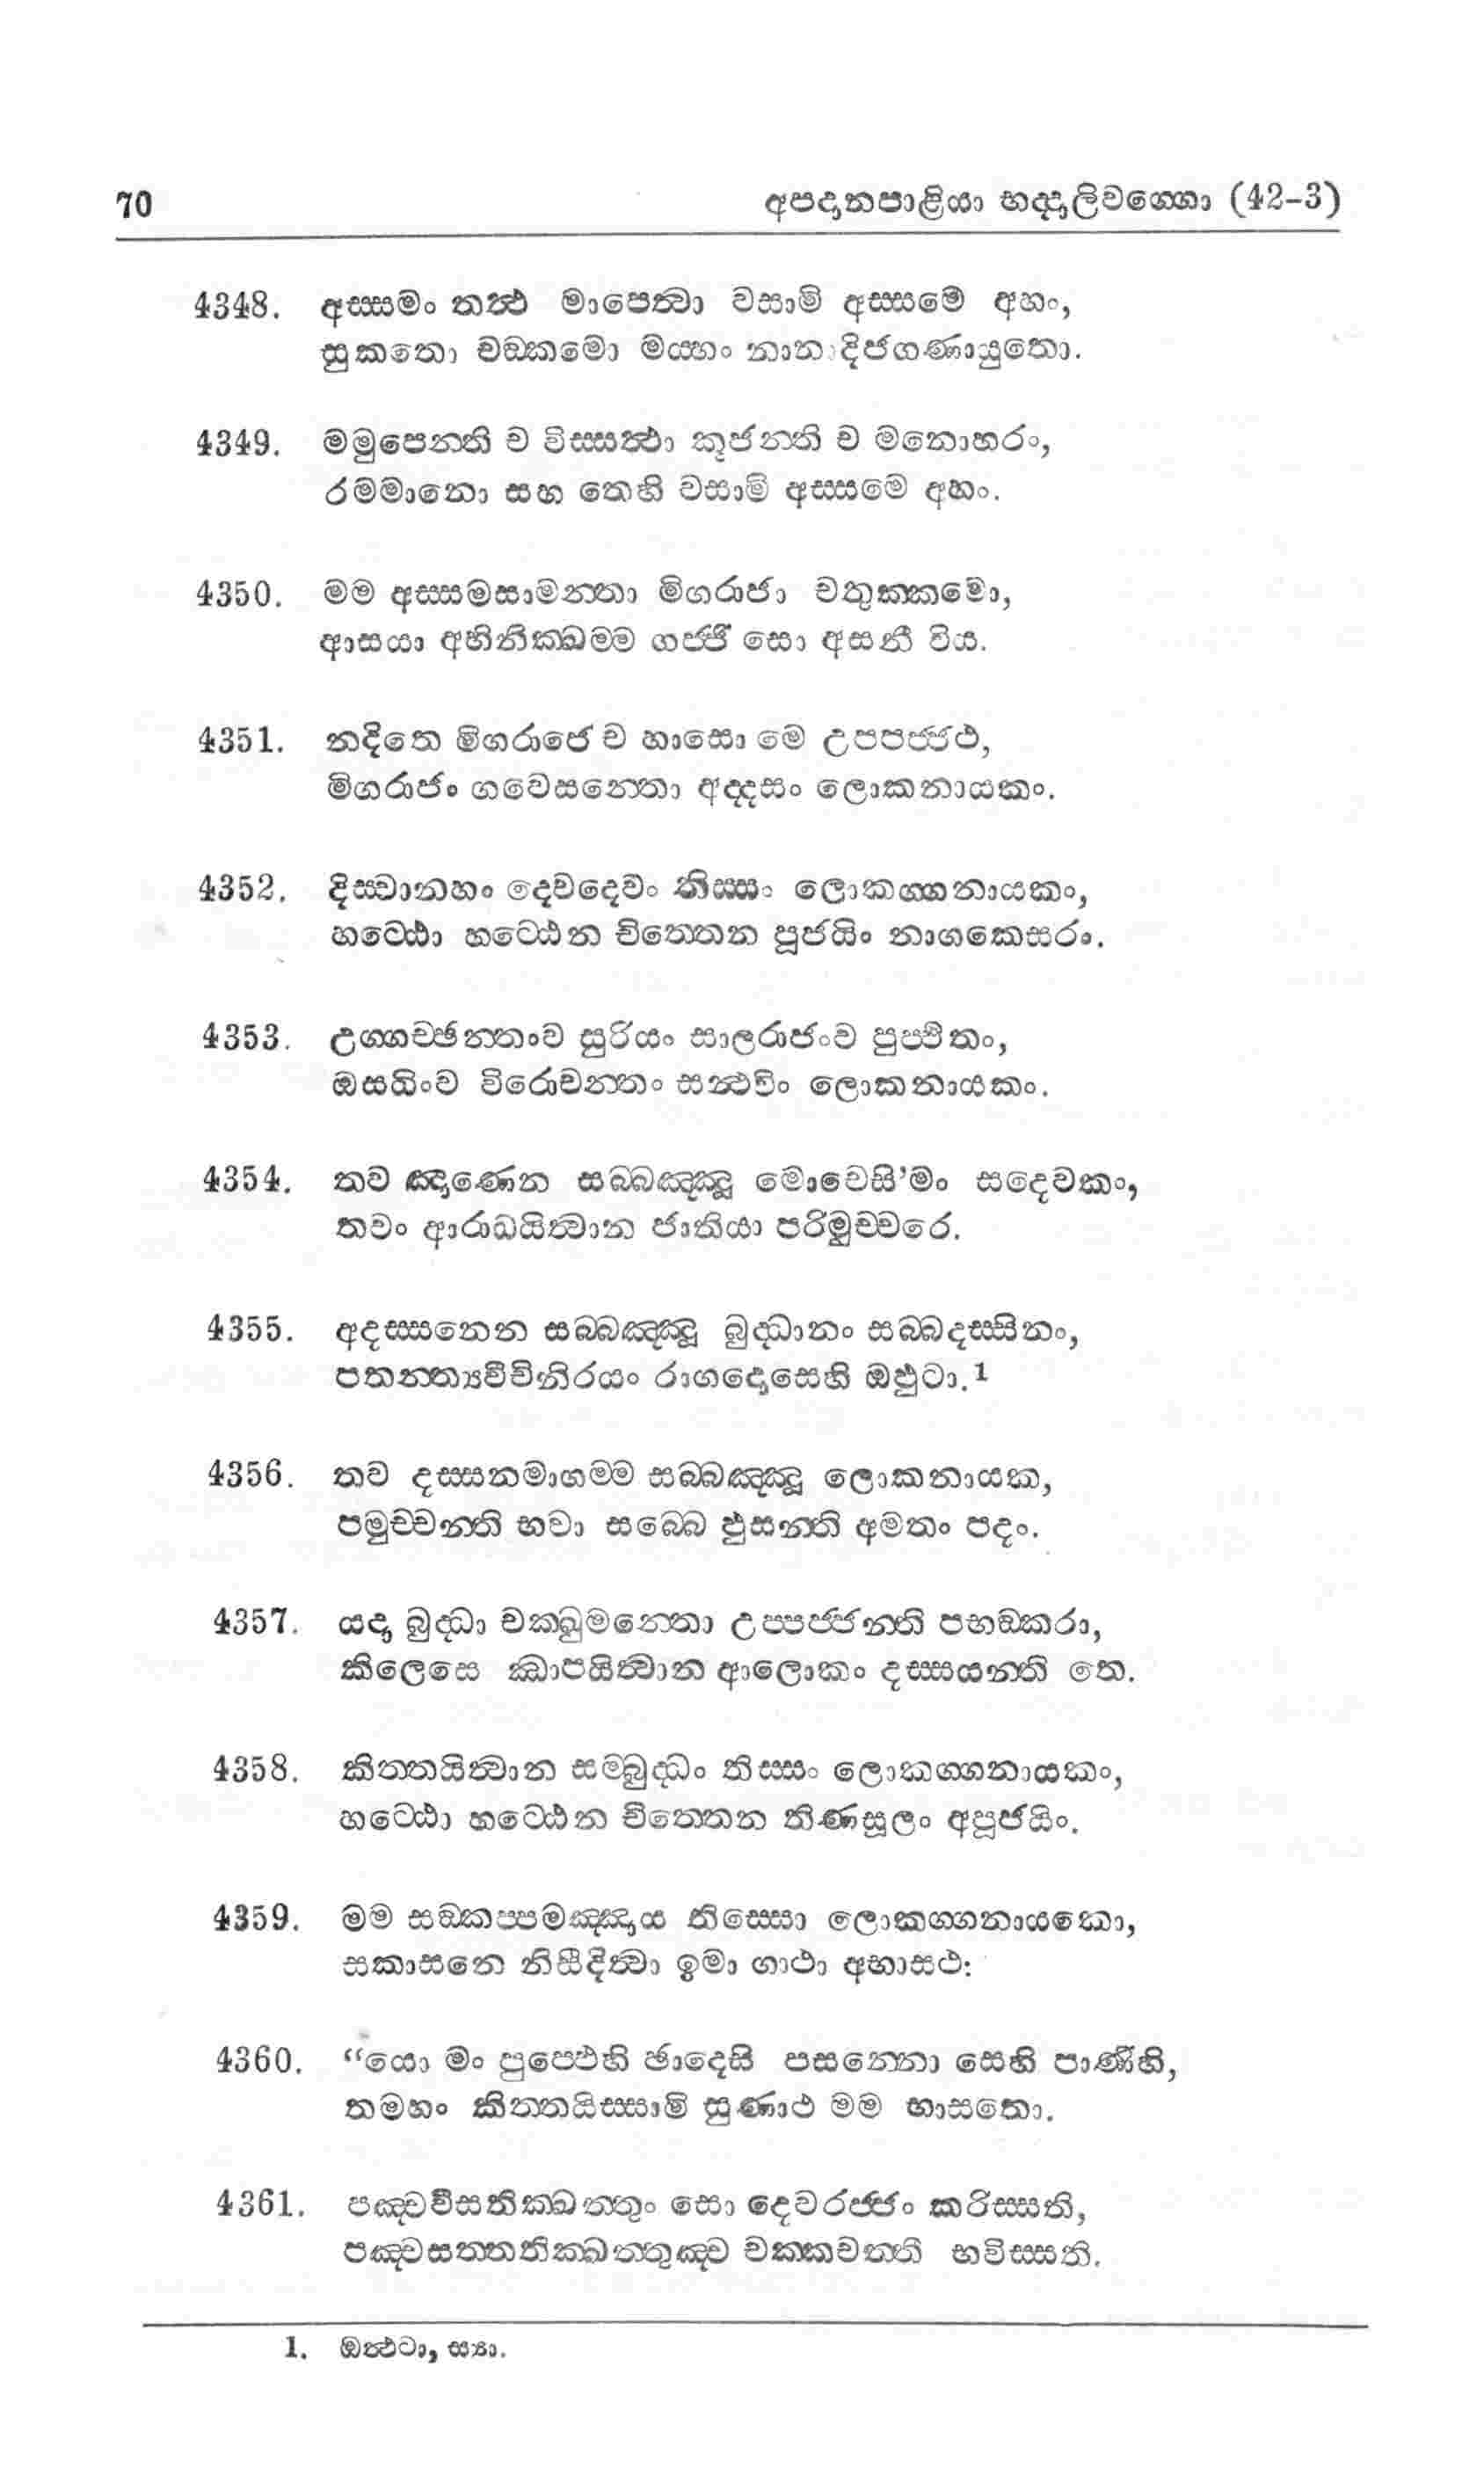 70 අපදානපාළියා භද්දාලිවග්ගො (42-3)
4348. අස්සමං තත්ථ මාපෙත්වා වසාමි අස්සමෙ අහං,
සුකතො චඞ්කමො මය්හං නානාදිජගණායුතො.
4349. මමුපෙන්ති ච විස්සත්ථා කූජන්ති ච මනොහරං,
රම්මමානො සහ තෙහි වසාමි අස්සමෙ අහං.
4350. මම අස්සමසාමන්තා මිගරාජා චතුක්කමො,
ආසයා අභිනික්ඛම්ම ගජ්ජි සො අසනී විය.
4351. නදිතෙ මිගරාජෙ ච හාසො මෙ උපපජ්ජථ,
මිගරාජං ගවෙසන්තො අද්දසං ලොකනායකං.
4352. දිස්වානහං දෙවදෙවං තිස්සං ලොකග්ගනායකං,
හට්ඨො හට්ඨෙන චිත්තෙන පූජයිං නාගකෙසරං.
4353. උග්ගච්ඡන්තංව සුරියං සාලරාජංව පුප්ඵිතං,
ඔසධිංව විරොචන්තං සන්ථවිං ලොකනායකං.
4354. තව ඤාණෙන සබ්බඤ්ඤූ මොචෙසි’මං සදෙවකං,
තවං ආරාධයිත්වාන ජාතියා පරිමුච්චරෙ.
4355. අදස්සනෙන සබ්බඤ්ඤූ බුද්ධානං සබ්බදස්සිනං,
පතන්ත්‍යවීචිනිරයං රාගදොසෙහි ඔඵුටා.1
4356. තව දස්සනමාගම්ම සබ්බඤ්ඤූ ලොකනායක,
පමුච්චන්ති භවා සබ්බෙ ඵුසන්ති අමතං පදං.
4357. යදා බුද්ධා චක්ඛුමන්තො උප්පජ්ජන්ති පභඞ්කරා,
කිලෙසෙ ඣාපයිත්වාන ආලොකං දස්සයන්ති තෙ.
4358. කිත්තයිත්වාන සම්බුද්ධං තිස්සං ලොකග්ගනායකං,
හට්ඨො හට්ඨෙන චිත්තෙන තිණසූලං අපූජයිං.
4359. මම සඞ්කප්පමඤ්ඤාය තිස්සො ලොකග්ගනායකො,
සකාසනෙ නිසීදිත්වා ඉමා ගාථා අභාසථ:
4360. “යො මං පුප්ඵෙහි ඡාදෙසි පසන්නො සෙහි පාණිහි,
තමහං කිත්තයිස්සාමි සුණාථ මම භාසතො.
4361. පඤ්චවීසතික්ඛත්තුං සො දෙවරජ්ජං කරිස්සති,
පඤ්චසත්තතික්ඛත්තුඤ්ච චක්කවත්ති භවිස්සති.
1. ඔත්ථටා, ස්‍යා.